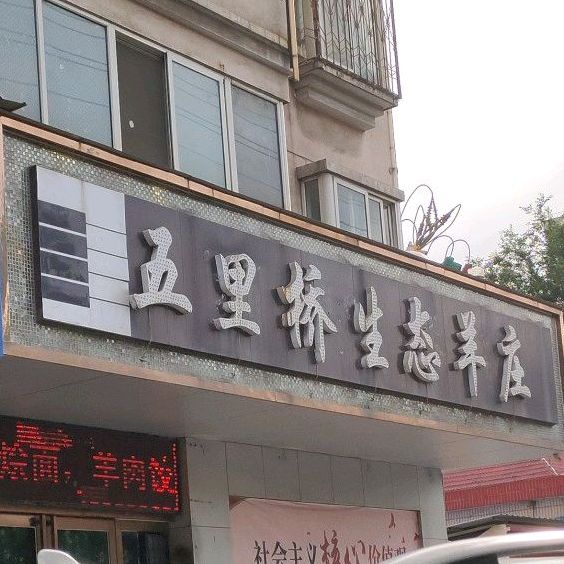 五里桥生态羊庄
烩面，羊肉饺
社会主义核心价值观